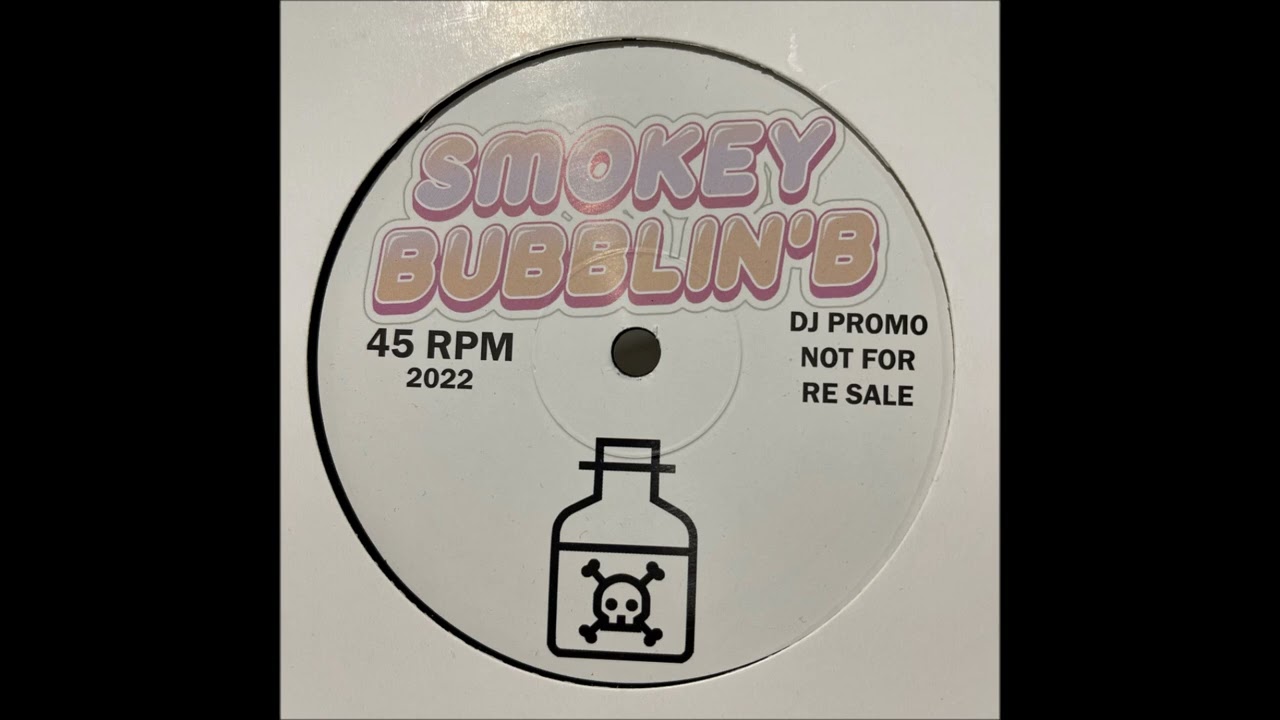 SMOKEY
BUBBLIN'B
45 RPM
2022
DJ PROMO
NOT FOR
RE SALE